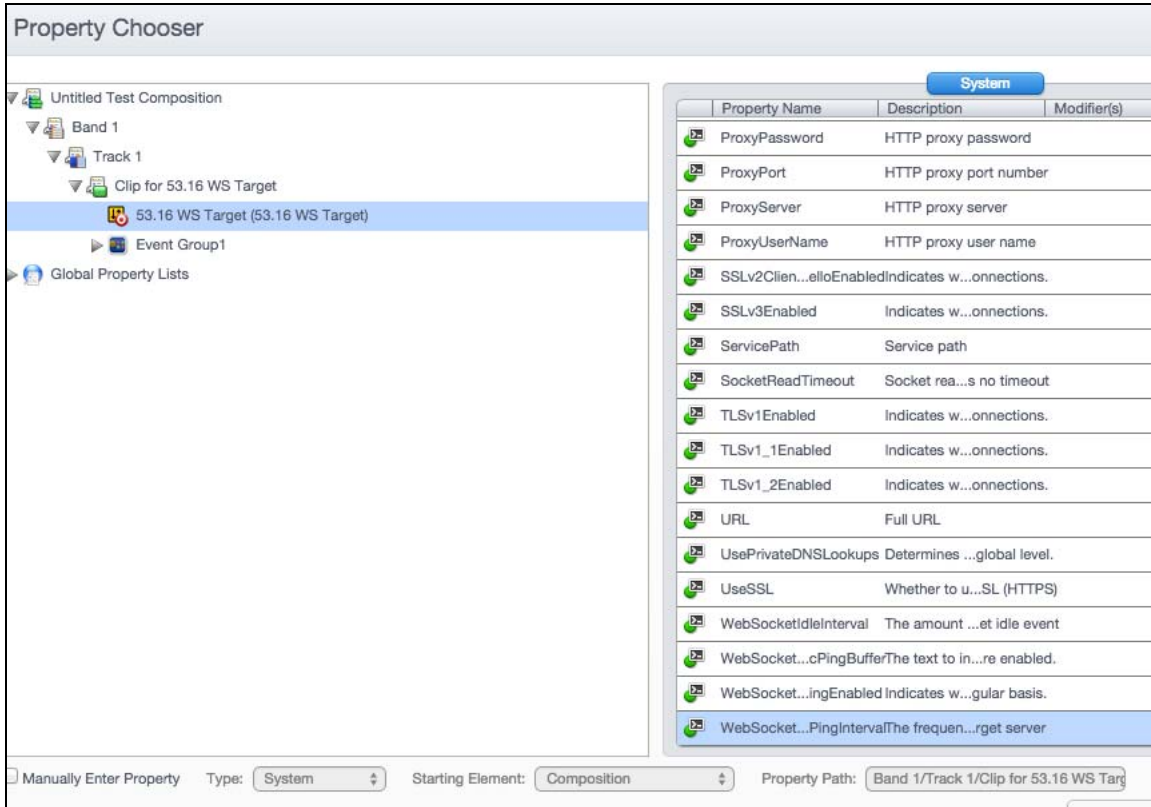 Property Chooser
Untitled Test Composition
Band 1
Track 1
Clip for 53.16 WS Target
53.16 WS Target (53.16 WS Target)
Event Group1
Global Property Lists
System
Property Name Description Modifier(s)
ProxyPassword HTTP proxy password
ProxyPort HTTP proxy port number
ProxyServer HTTP proxy server
ProxyUserName HTTP proxy user name
SSLv2Clien...elloEnabled Indicates w...onnections.
SSLv3Enabled Indicates w...onnections.
ServicePath Service path
SocketReadTimeout Socket rea...s no timeout
TLSv1Enabled Indicates w...onnections.
TLSv1_1Enabled Indicates w...onnections.
TLSv1_2Enabled Indicates w...onnections.
URL Full URL
UsePrivateDNSLookups Determines ...global level.
UseSSL Whether to u...SL (HTTPS)
WebSocketIdleInterval The amount ...et idle event
WebSocket...cPingBuffer The text to in...re enabled.
WebSocket...ingEnabled Indicates w...gular basis.
WebSocket...PingInterval The frequen...rget server
Manually Enter Property Type: System Starting Element: Composition Property Path: Band 1/Track 1/Clip for 53.16 WS Targ